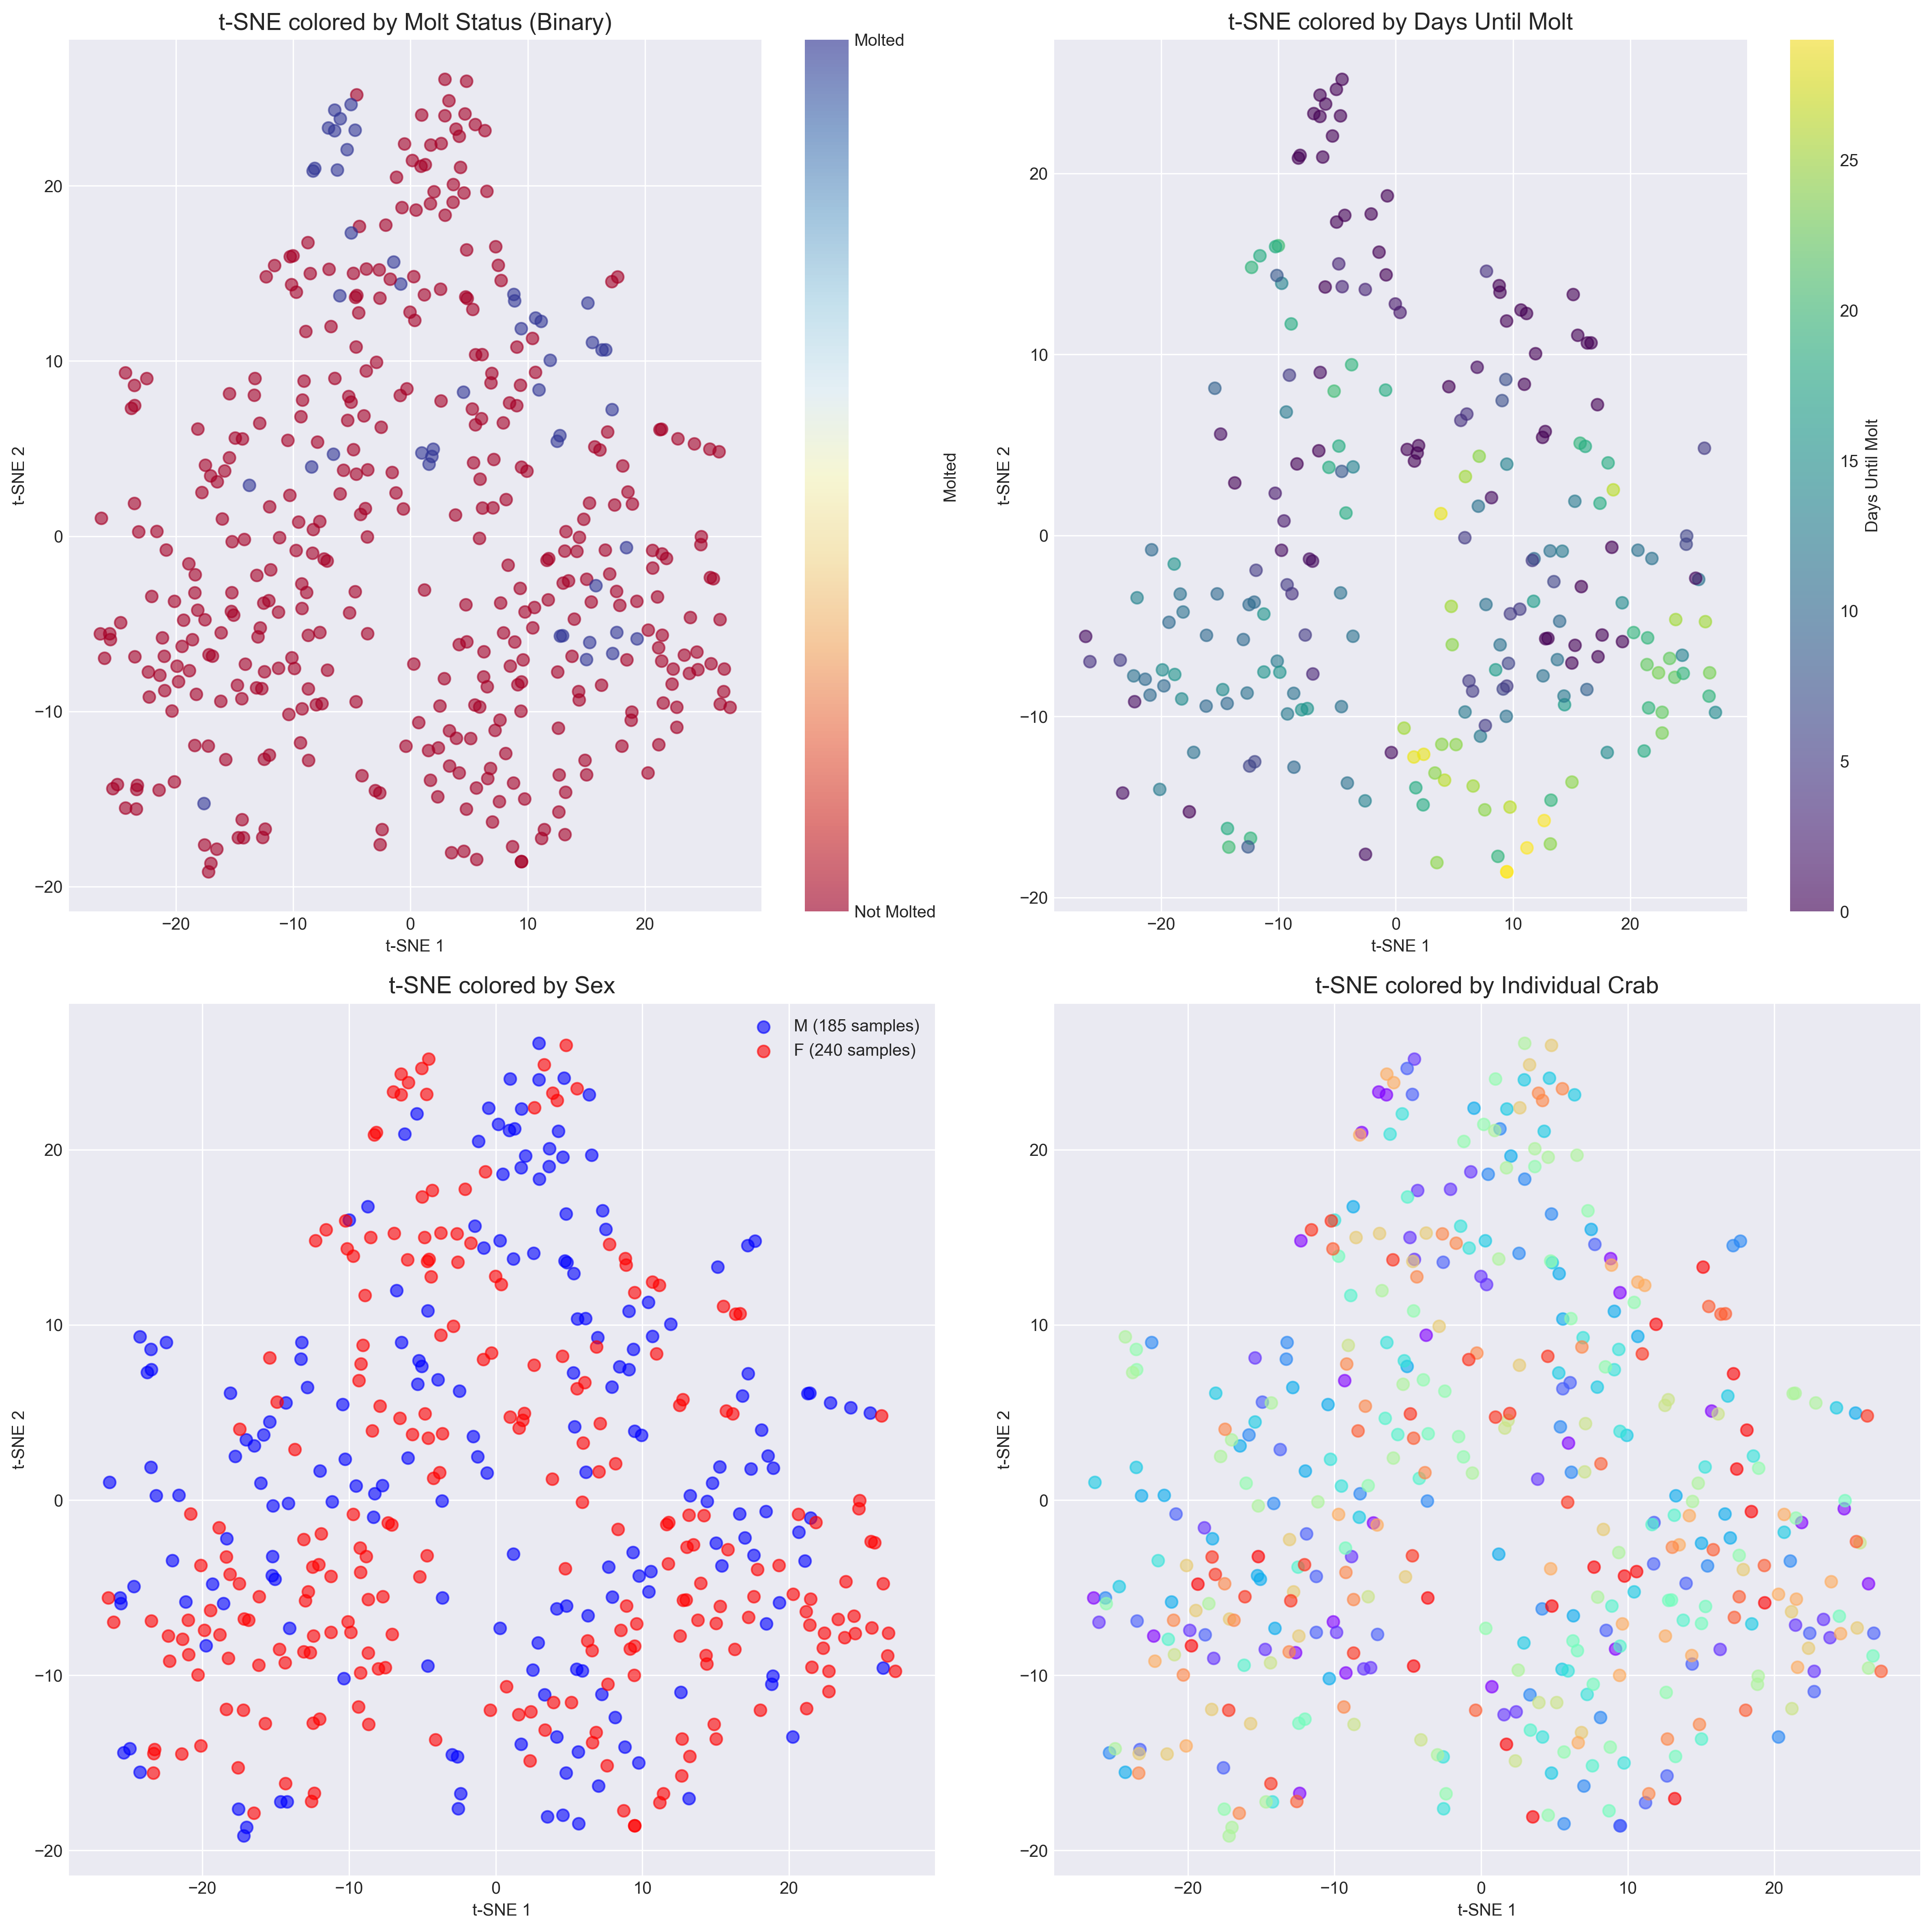 t-SNE colored by Molt Status (Binary)
Molted
20
10
0
−10
−20
t-SNE 2
−20
−10
0
10
20
t-SNE 1
Not Molted
Molted
t-SNE colored by Days Until Molt
20
10
0
−10
−20
t-SNE 2
−20
−10
0
10
20
t-SNE 1
25
20
15
10
5
0
Days Until Molt
t-SNE colored by Sex
M (185 samples)
F (240 samples)
20
10
0
−10
−20
t-SNE 2
−20
−10
0
10
20
t-SNE 1
t-SNE colored by Individual Crab
20
10
0
−10
−20
t-SNE 2
−20
−10
0
10
20
t-SNE 1